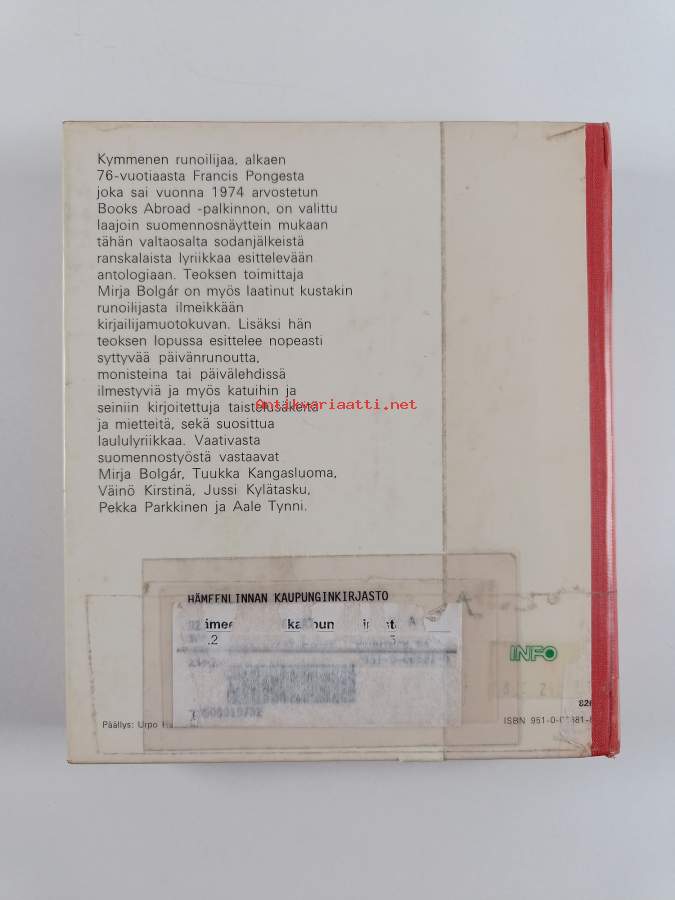 Kymmenen runoilijaa, alkaen
76-vuotiaasta Francis Pongesta
joka sai vuonna 1974 arvostetun
Books Abroad -palkinnon, on valittu
laajoin suomennosnäyttein mukaan
tähän valtaosalta sodanjälkeistä
ranskalaista lyriikkaa esittelevään
antologiaan. Teoksen toimittaja
Mirja Bolgár on myös laatinut kustakin
runoilijasta ilmeikkään
kirjailijamuotokuvan. Lisäksi hän
teoksen lopussa esittelee nopeasti
syttyvää päivänrunoutta,
monisteina tai päivälehdissä
ilmestyviä ja myös katuihin ja
Antikvariaatti.net
seiniin kirjoitettuja taistelusäkeitä
ja mietteitä, sekä suosittua
laululyriikkaa. Vaativasta
suomennostyöstä vastaavat
Mirja Bolgár, Tuukka Kangasluoma,
Väinö Kirstinä, Jussi Kylätasku,
Pekka Parkkinen ja Aale Tynni.
HÄMEENLINNAN KAUPUNGINKIRJASTO
INFO
Päällys: Urpo
ISBN 951-0-